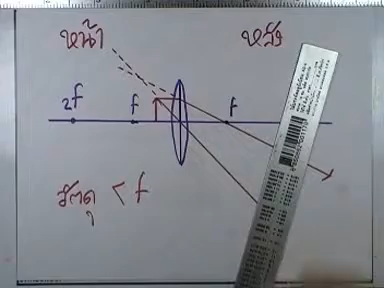 หน้า
หลัง
2f
f
f
วัตถุ < f